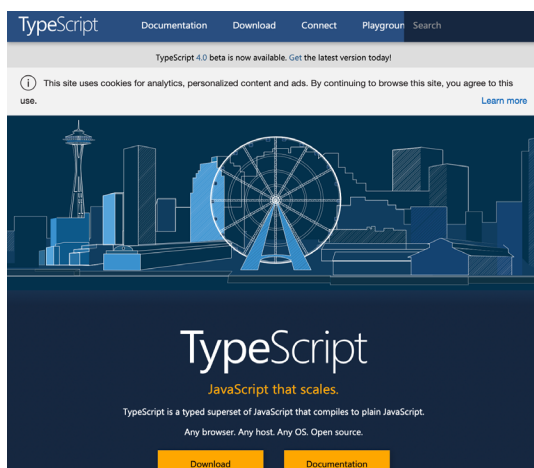 TypeScript Documentation Download Connect Playgroun Search
TypeScript 4.0 beta is now available. Get the latest version today!
This site uses cookies for analytics, personalized content and ads. By continuing to browse this site, you agree to this
use. Learn more
TypeScript
JavaScript that scales.
TypeScript is a typed superset of JavaScript that compiles to plain JavaScript.
Any browser. Any host. Any OS. Open source.
Download Documentation